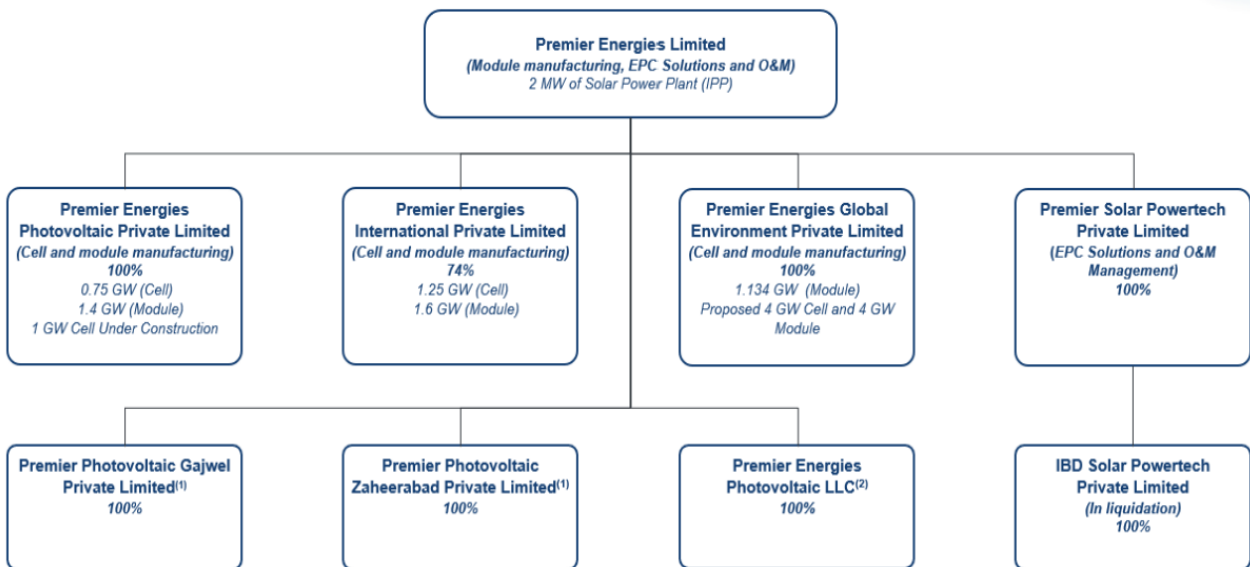 Premier Energies Limited
(Module manufacturing, EPC Solutions and O&M)
2 MW of Solar Power Plant (IPP)
Premier Energies
Photovoltaic Private Limited
(Cell and module manufacturing)
100%
0.75 GW (Cell)
1.4 GW (Module)
1 GW Cell Under Construction
Premier Energies
International Private Limited
(Cell and module manufacturing)
74%
1.25 GW (Cell)
1.6 GW (Module)
Premier Energies Global
Environment Private Limited
(Cell and module manufacturing)
100%
1.134 GW (Module)
Proposed 4 GW Cell and 4 GW
Module
Premier Solar Powertech
Private Limited
(EPC Solutions and O&M
Management)
100%
Premier Photovoltaic Gajwel
Private Limited(1)
100%
Premier Photovoltaic
Zaheerabad Private Limited(1)
100%
Premier Energies
Photovoltaic LLC(2)
100%
IBD Solar Powertech
Private Limited
(In liquidation)
100%